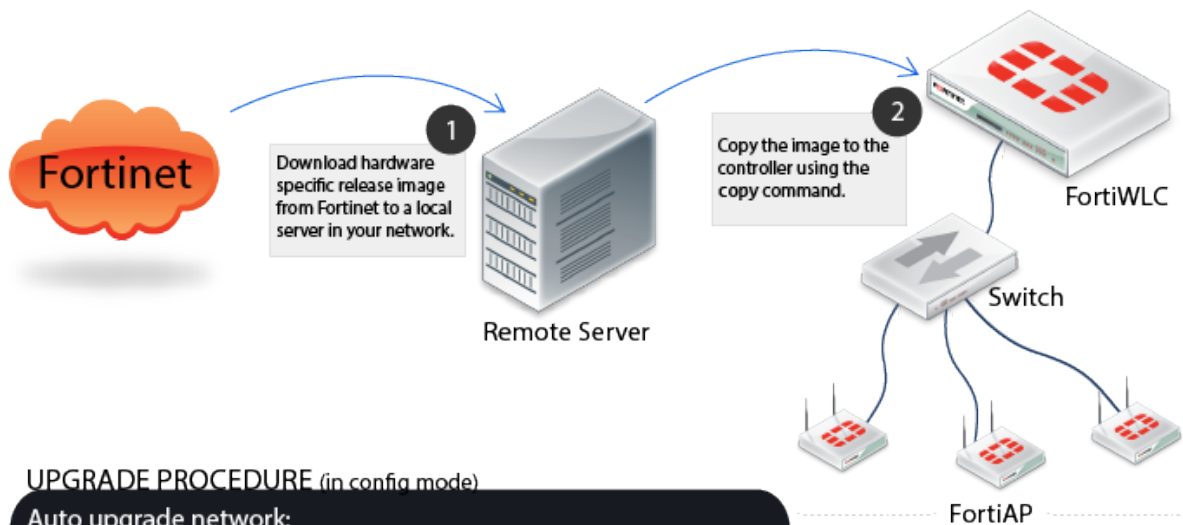 Fortinet
1
Download hardware
specific release image
from Fortinet to a local
server in your network.
Remote Server
2
Copy the image to the
controller using the
copy command.
FortiWLC
Switch
FortiAP
UPGRADE PROCEDURE (in config mode)
Auto upgrade network: